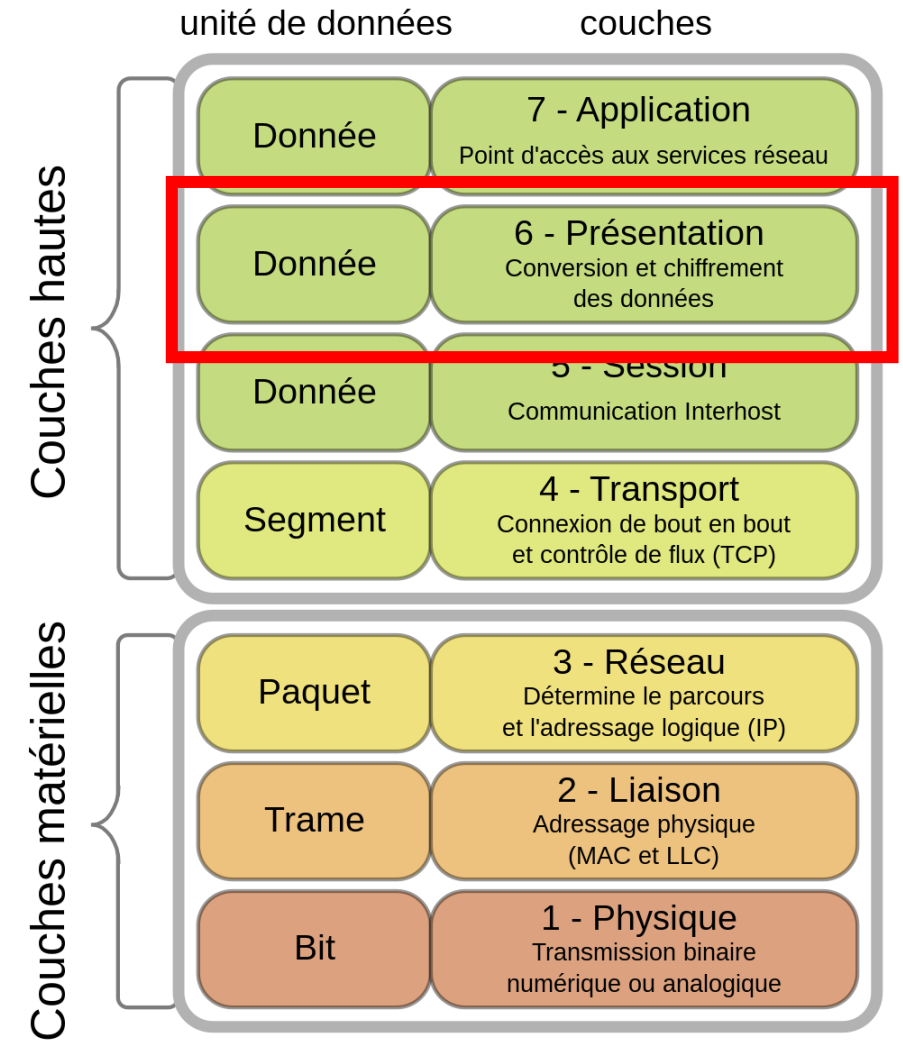 unité de données
couches
Couches hautes
Donnée
7 - Application
Point d'accès aux services réseau
Donnée
6 - Présentation
Conversion et chiffrement
des données
Donnée
5 - Session
Communication Interhost
Segment
4 - Transport
Connexion de bout en bout
et contrôle de flux (TCP)
Couches matérielles
Paquet
3 - Réseau
Détermine le parcours
et l'adressage logique (IP)
Trame
2 - Liaison
Adressage physique
(MAC et LLC)
Bit
1 - Physique
Transmission binaire
numérique ou analogique